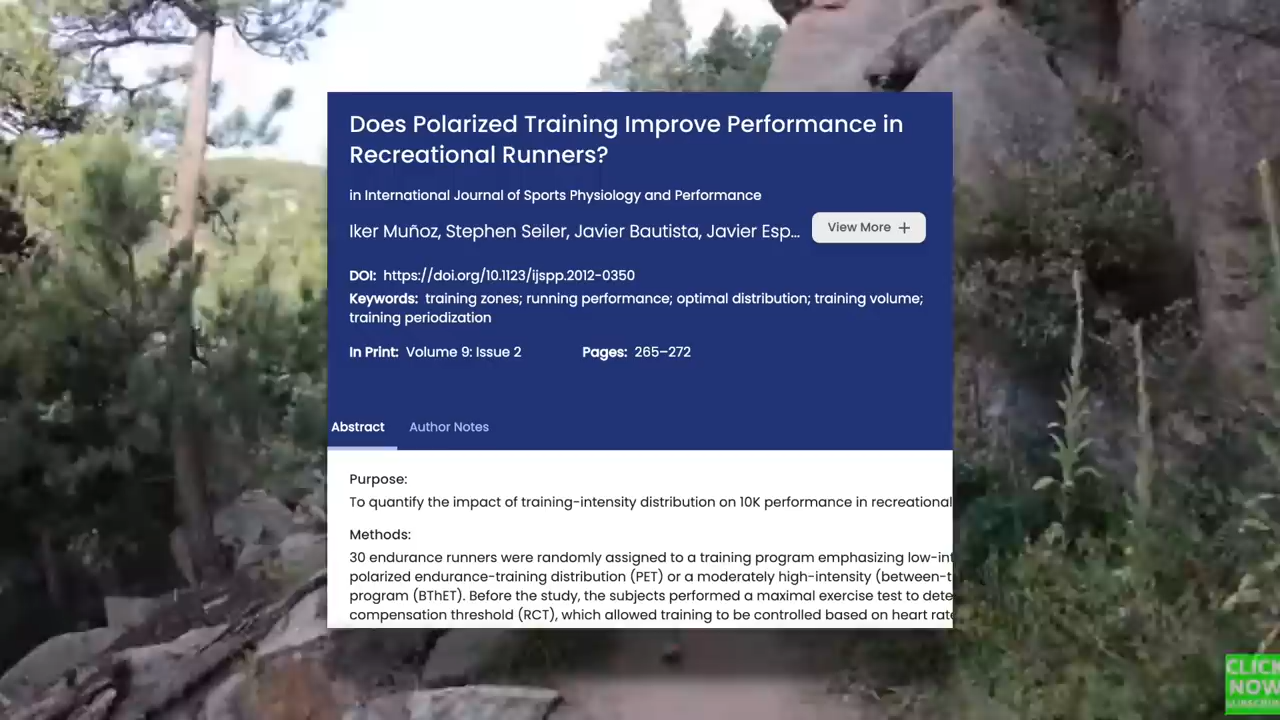 Does Polarized Training Improve Performance in
Recreational Runners?
in International Journal of Sports Physiology and Performance
Iker Muñoz, Stephen Seiler, Javier Bautista, Javier Esp... View More +
DOI: https://doi.org/10.1123/ijspp.2012-0350
Keywords: training zones; running performance; optimal distribution; training volume;
training periodization
In Print: Volume 9: Issue 2 Pages: 265–272
Abstract Author Notes
Purpose:
To quantify the impact of training-intensity distribution on 10K performance in recreational
Methods:
30 endurance runners were randomly assigned to a training program emphasizing low-int
polarized endurance-training distribution (PET) or a moderately high-intensity (between-t
program (BThET). Before the study, the subjects performed a maximal exercise test to dete
compensation threshold (RCT), which allowed training to be controlled based on heart rate
CLICK
NOW
SUBSCRIB